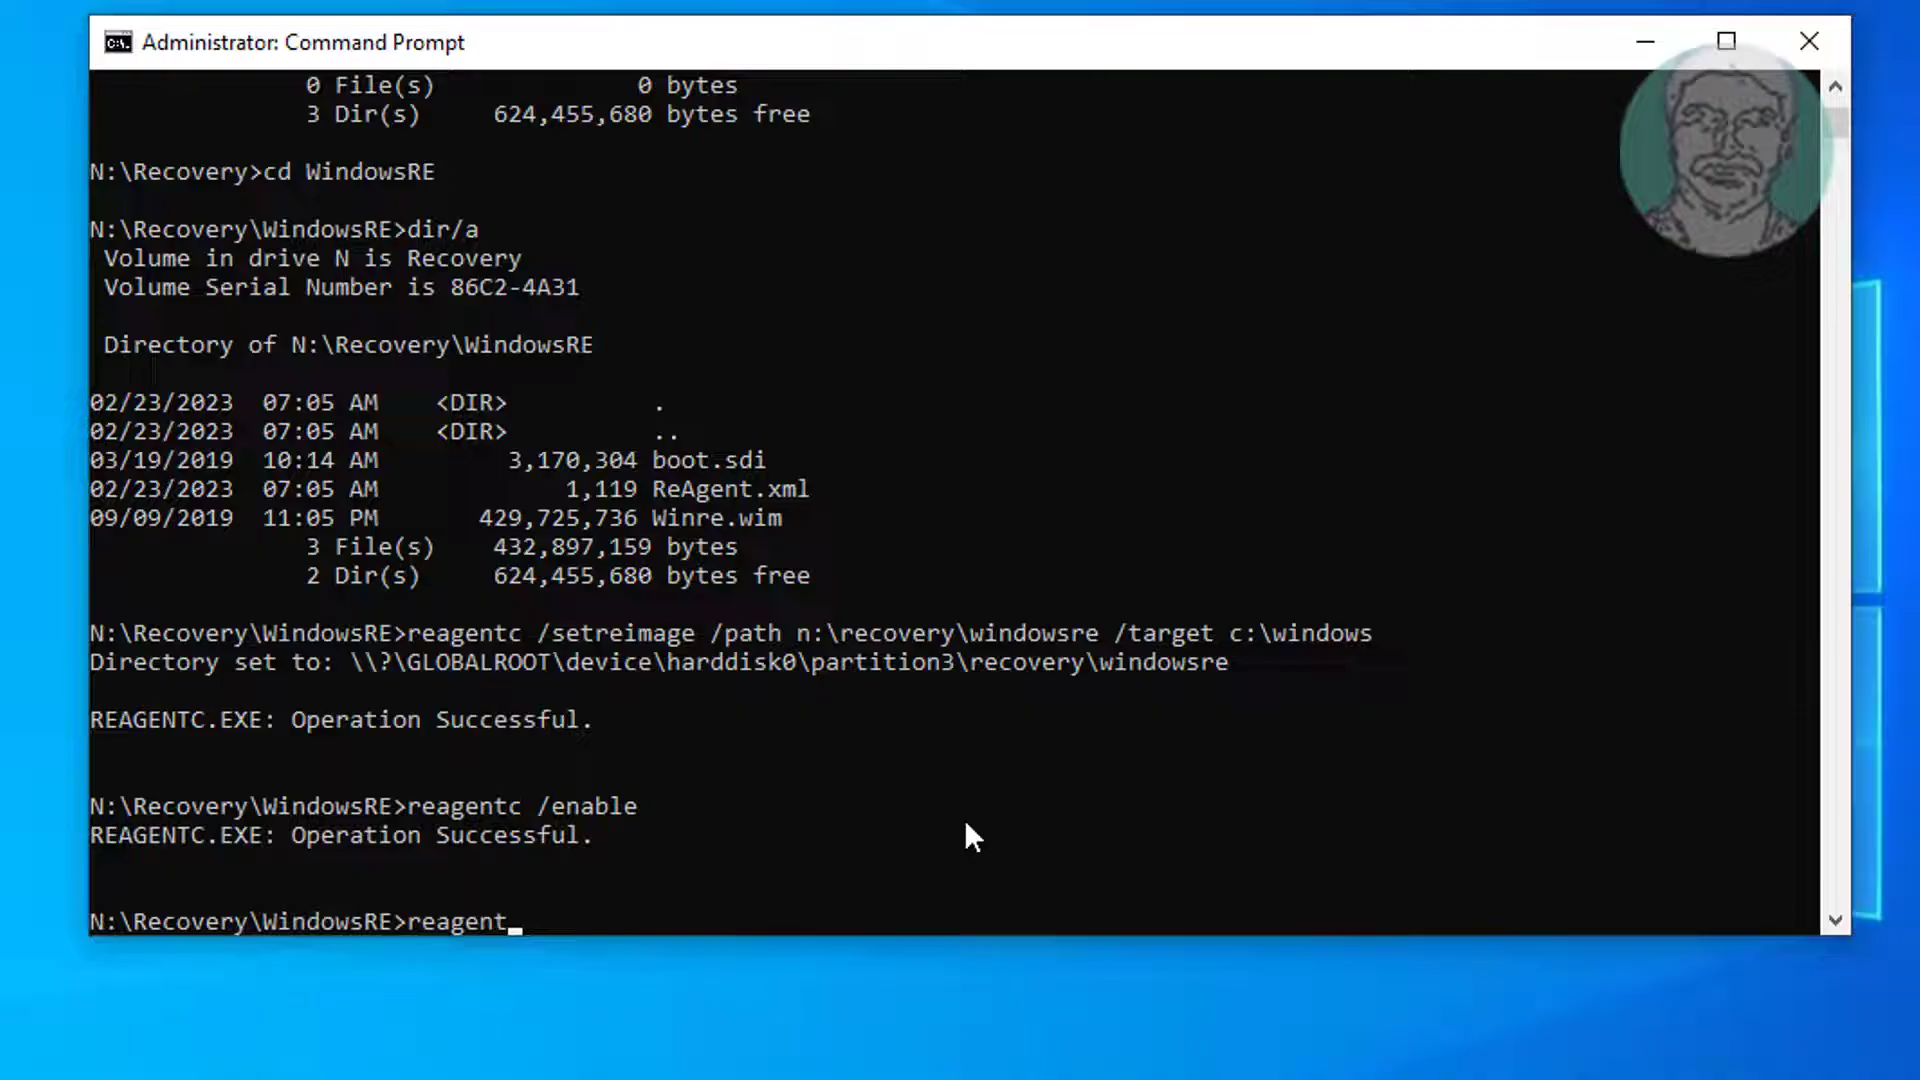 Administrator: Command Prompt
0 File(s) 0 bytes
3 Dir(s) 624,455,680 bytes free
N:\Recovery>cd WindowsRE
N:\Recovery\WindowsRE>dir/a
Volume in drive N is Recovery
Volume Serial Number is 86C2-4A31
Directory of N:\Recovery\WindowsRE
02/23/2023 07:05 AM <DIR> .
02/23/2023 07:05 AM <DIR> ..
03/19/2019 10:14 AM 3,170,304 boot.sdi
02/23/2023 07:05 AM 1,119 ReAgent.xml
09/09/2019 11:05 PM 429,725,736 Winre.wim
3 File(s) 432,897,159 bytes
2 Dir(s) 624,455,680 bytes free
N:\Recovery\WindowsRE>reagentc /setreimage /path n:\recovery\windowsre /target c:\windows
Directory set to: \\?\GLOBALROOT\device\harddisk0\partition3\recovery\windowsre
REAGENTC.EXE: Operation Successful.
N:\Recovery\WindowsRE>reagentc /enable
REAGENTC.EXE: Operation Successful.
N:\Recovery\WindowsRE>reagent